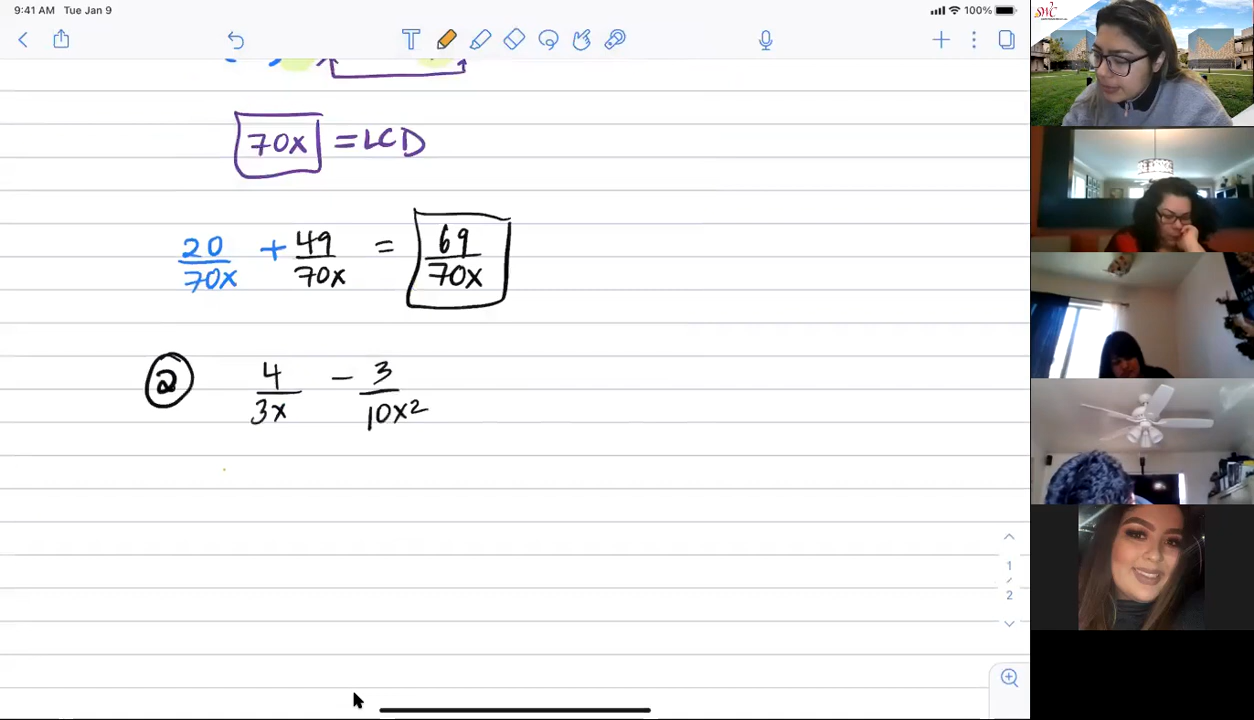 9:41 AM Tue Jan 9 100%
T
SWC
70x = LCD
20/70x + 49/70x = 69/70x
② 4/3x - 3/10x²
1
/
2